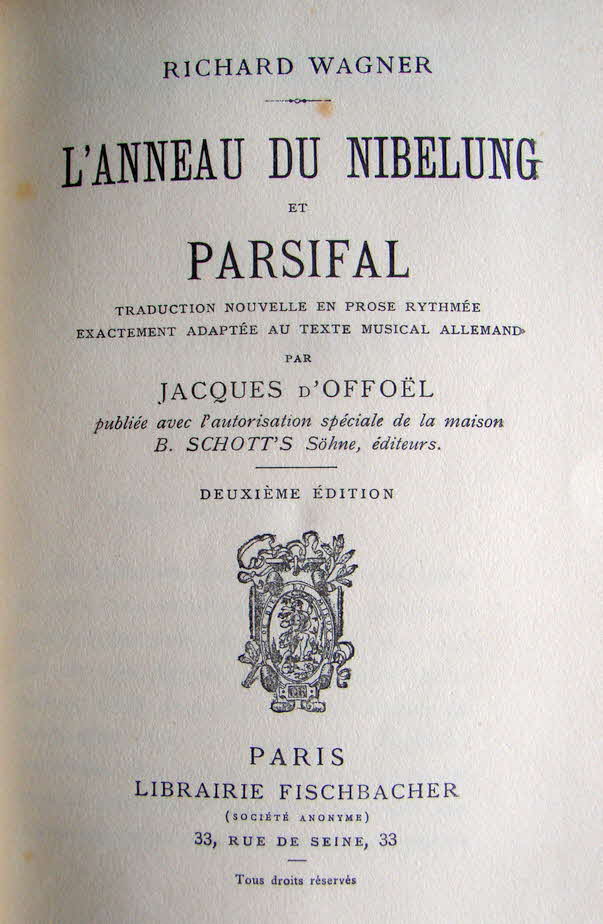 RICHARD WAGNER
L'ANNEAU DU NIBELUNG
ET
PARSIFAL
TRADUCTION NOUVELLE EN PROSE RYTHMÉE
EXACTEMENT ADAPTÉE AU TEXTE MUSICAL ALLEMAND
PAR
JACQUES D'OFFOËL
publiée avec l'autorisation spéciale de la maison
B. SCHOTT'S Söhne, éditeurs.
DEUXIÈME ÉDITION
PARIS
LIBRAIRIE FISCHBACHER
(SOCIÉTÉ ANONYME)
33, RUE DE SEINE, 33
Tous droits réservés